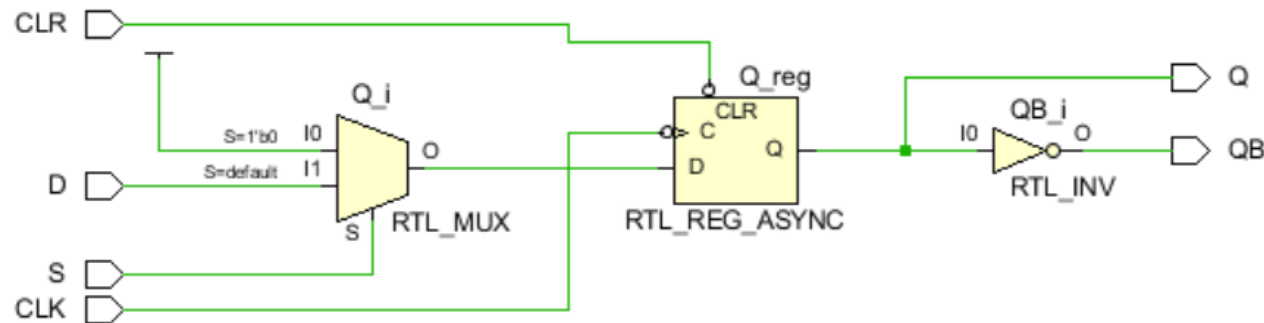 CLR
Q_i
Q_reg
CLR
S=1'b0
I0
C
S=default
I1
O
D
Q
D
S
RTL_MUX
RTL_REG_ASYNC
QB_i
I0
O
RTL_INV
Q
QB
S
CLK